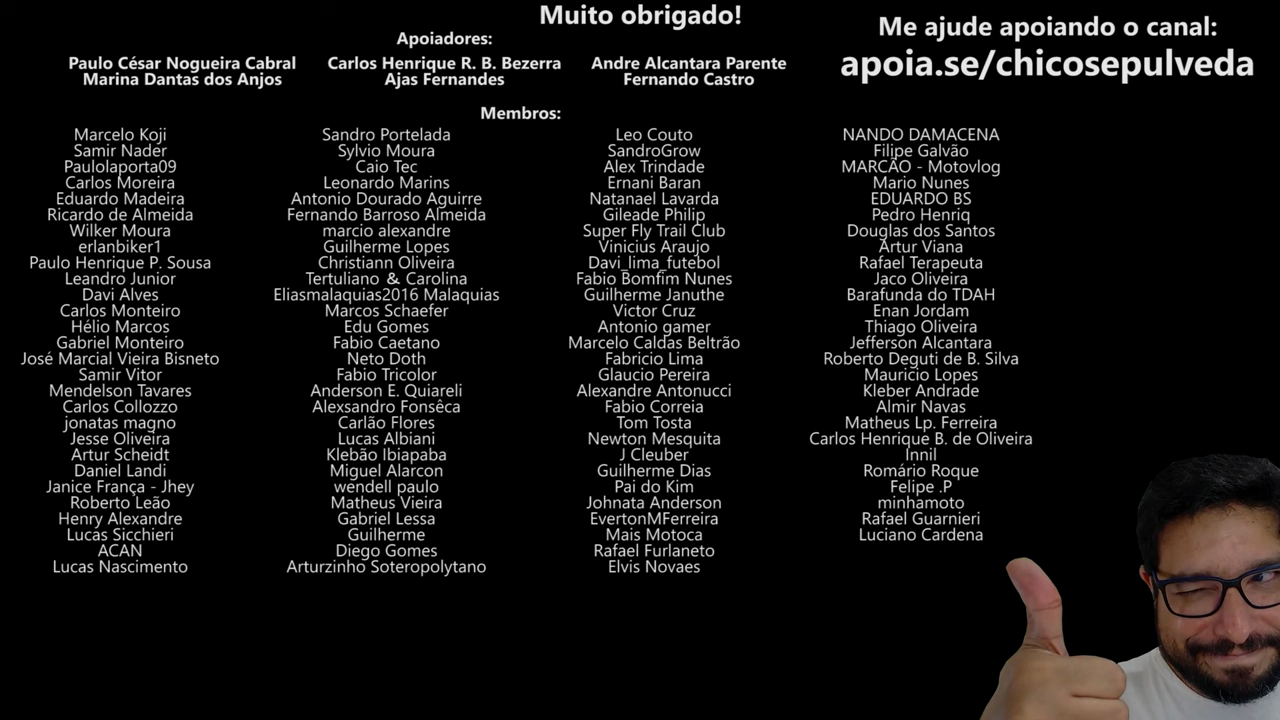 Muito obrigado!
Me ajude apoiando o canal:
apoia.se/chicosepulveda
Apoiadores:
Paulo César Nogueira Cabral
Marina Dantas dos Anjos
Carlos Henrique R. B. Bezerra
Ajas Fernandes
Andre Alcantara Parente
Fernando Castro
Membros:
Marcelo Koji
Samir Nader
Paulolaporta09
Carlos Moreira
Eduardo Madeira
Ricardo de Almeida
Wilker Moura
erlanbiker1
Paulo Henrique P. Sousa
Leandro Junior
Davi Alves
Carlos Monteiro
Hélio Marcos
Gabriel Monteiro
José Marcial Vieira Bisneto
Samir Vitor
Mendelson Tavares
Carlos Collozzo
jonatas magno
Jesse Oliveira
Artur Scheidt
Daniel Landi
Janice França - Jhey
Roberto Leão
Henry Alexandre
Lucas Sicchieri
ACAN
Lucas Nascimento
Sandro Portelada
Sylvio Moura
Caio Tec
Leonardo Marins
Antonio Dourado Aguirre
Fernando Barroso Almeida
marcio alexandre
Guilherme Lopes
Christiann Oliveira
Tertuliano & Carolina
Eliasmalaquias2016 Malaquias
Marcos Schaefer
Edu Gomes
Fabio Caetano
Neto Doth
Fabio Tricolor
Anderson E. Quiareli
Alexsandro Fonsêca
Carlão Flores
Lucas Albiani
Klebão Ibiapaba
Miguel Alarcon
wendell paulo
Matheus Vieira
Gabriel Lessa
Guilherme
Diego Gomes
Arturzinho Soteropolytano
Leo Couto
SandroGrow
Alex Trindade
Ernani Baran
Natanael Lavarda
Gileade Philip
Super Fly Trail Club
Vinicius Araujo
Davi_lima_futebol
Fabio Bomfim Nunes
Guilherme Januthe
Victor Cruz
Antonio gamer
Marcelo Caldas Beltrão
Fabricio Lima
Glaucio Pereira
Alexandre Antonucci
Fabio Correia
Tom Tosta
Newton Mesquita
J Cleuber
Guilherme Dias
Pai do Kim
Johnata Anderson
EvertonMFerreira
Mais Motoca
Rafael Furlaneto
Elvis Novaes
NANDO DAMACENA
Filipe Galvão
MARCÃO - Motovlog
Mario Nunes
EDUARDO BS
Pedro Henriq
Douglas dos Santos
Artur Viana
Rafael Terapeuta
Jaco Oliveira
Barafunda do TDAH
Enan Jordam
Thiago Oliveira
Jefferson Alcantara
Roberto Deguti de B. Silva
Mauricio Lopes
Kleber Andrade
Almir Navas
Matheus Lp. Ferreira
Carlos Henrique B. de Oliveira
Innil
Romário Roque
Felipe .P
minhamoto
Rafael Guarnieri
Luciano Cardena